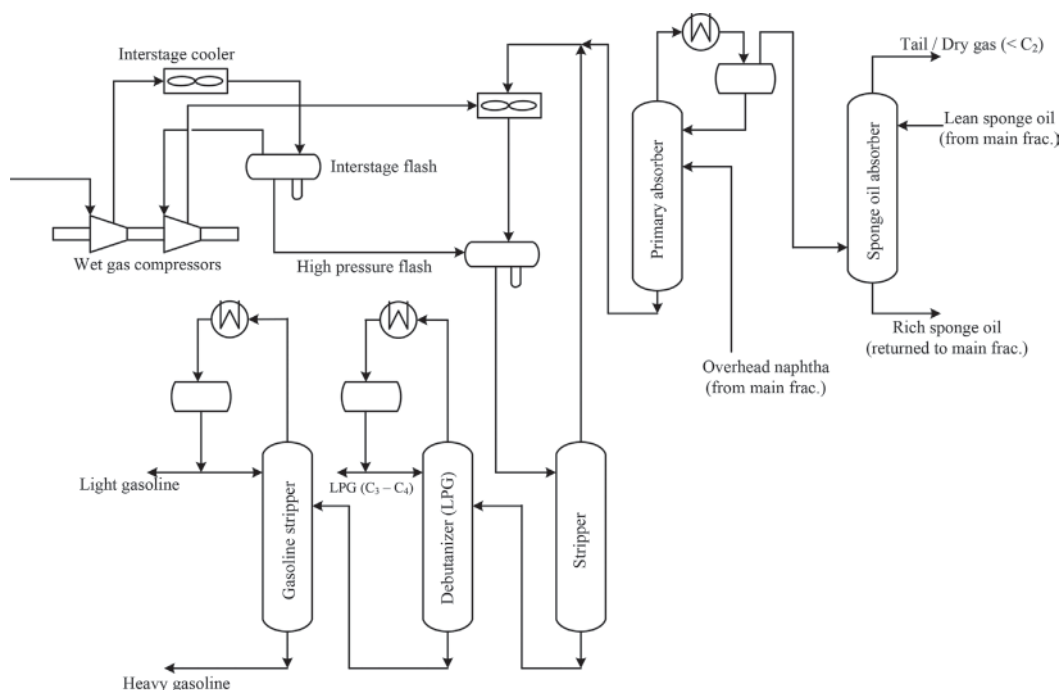 Interstage cooler
Interstage flash
Wet gas compressors
High pressure flash
Primary absorber
Sponge oil absorber
Tail / Dry gas (< C₂)
Lean sponge oil
(from main frac.)
Rich sponge oil
(returned to main frac.)
Overhead naphtha
(from main frac.)
Light gasoline
Gasoline stripper
LPG (C₃ – C₄)
Debutanizer (LPG)
Stripper
Heavy gasoline